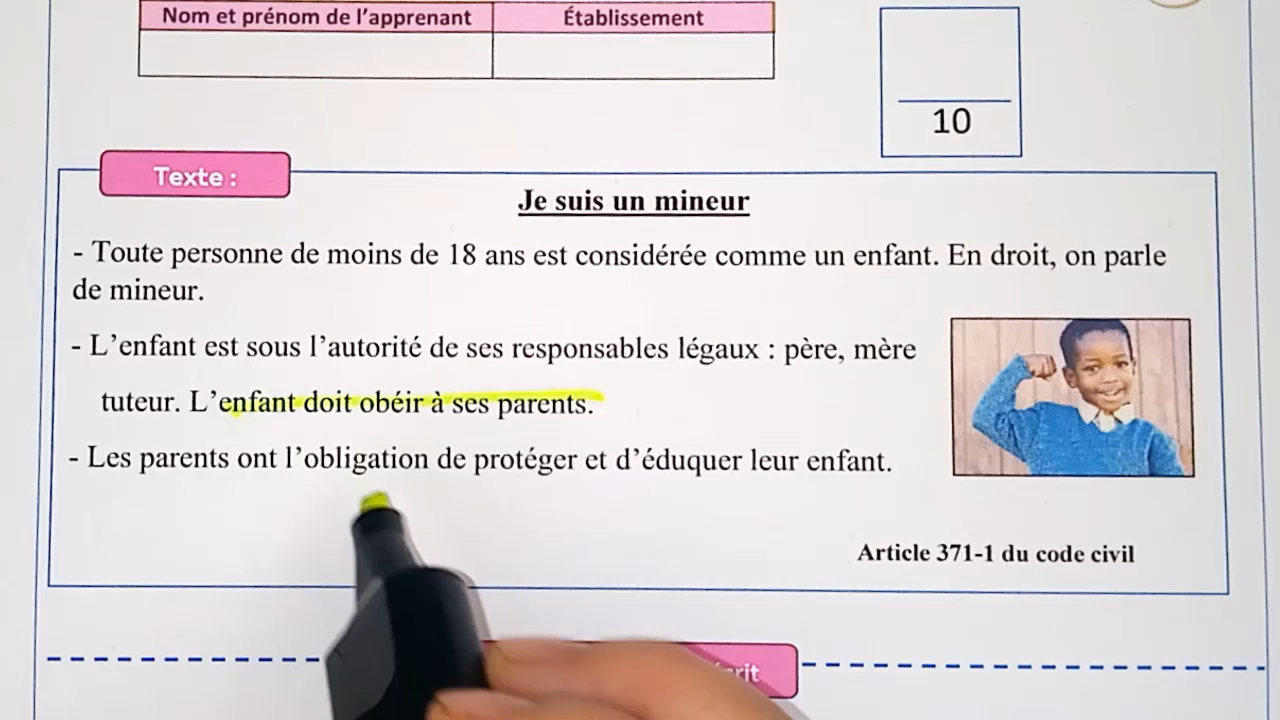 Nom et prénom de l’apprenant Établissement
10
Texte :
Je suis un mineur
- Toute personne de moins de 18 ans est considérée comme un enfant. En droit, on parle
de mineur.
- L’enfant est sous l’autorité de ses responsables légaux : père, mère
tuteur. L’enfant doit obéir à ses parents.
- Les parents ont l’obligation de protéger et d’éduquer leur enfant.
Article 371-1 du code civil